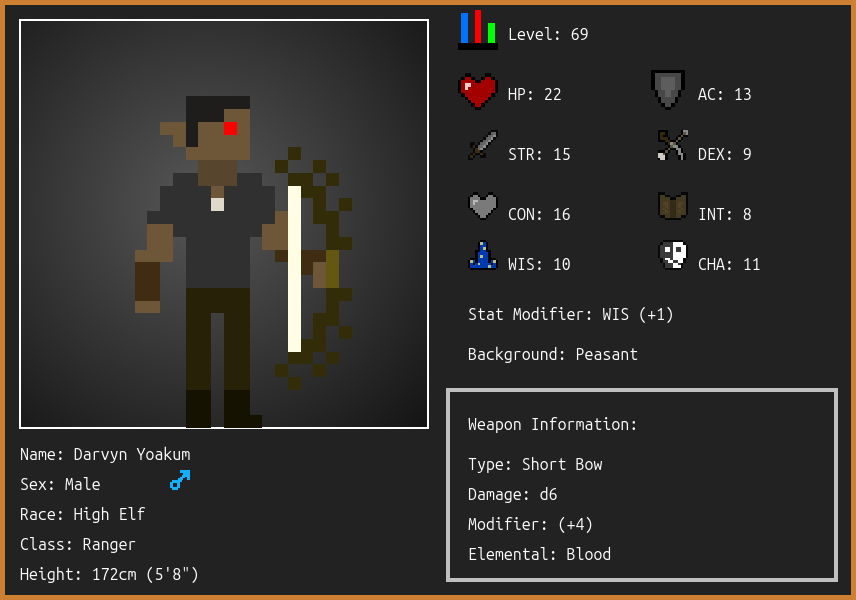 Level: 69
HP: 22
AC: 13
STR: 15
DEX: 9
CON: 16
INT: 8
WIS: 10
CHA: 11
Stat Modifier: WIS (+1)
Background: Peasant
Weapon Information:
Type: Short Bow
Damage: d6
Modifier: (+4)
Elemental: Blood
Name: Darvyn Yoakum
Sex: Male
Race: High Elf
Class: Ranger
Height: 172cm (5'8")